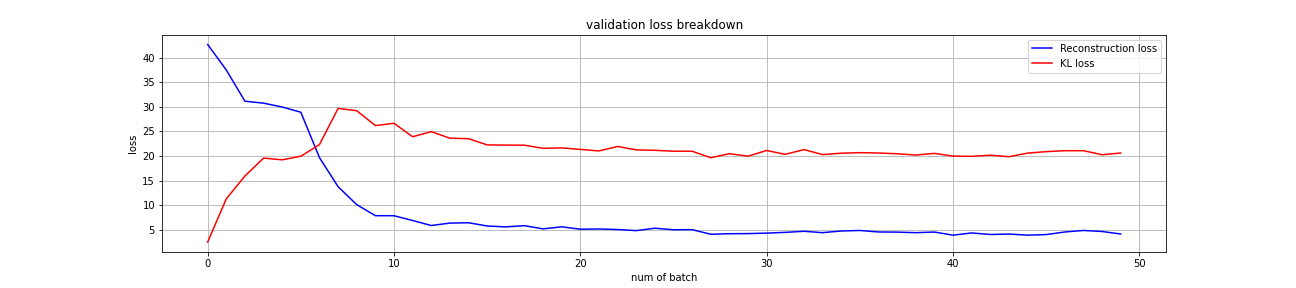 validation loss breakdown
Reconstruction loss
KL loss
40
35
30
25
20
15
10
5
loss
0 10 20 30 40 50
num of batch